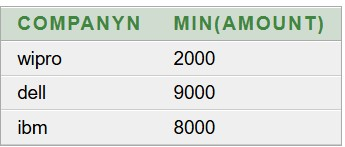 COMPANYN MIN(AMOUNT)
wipro 2000
dell 9000
ibm 8000